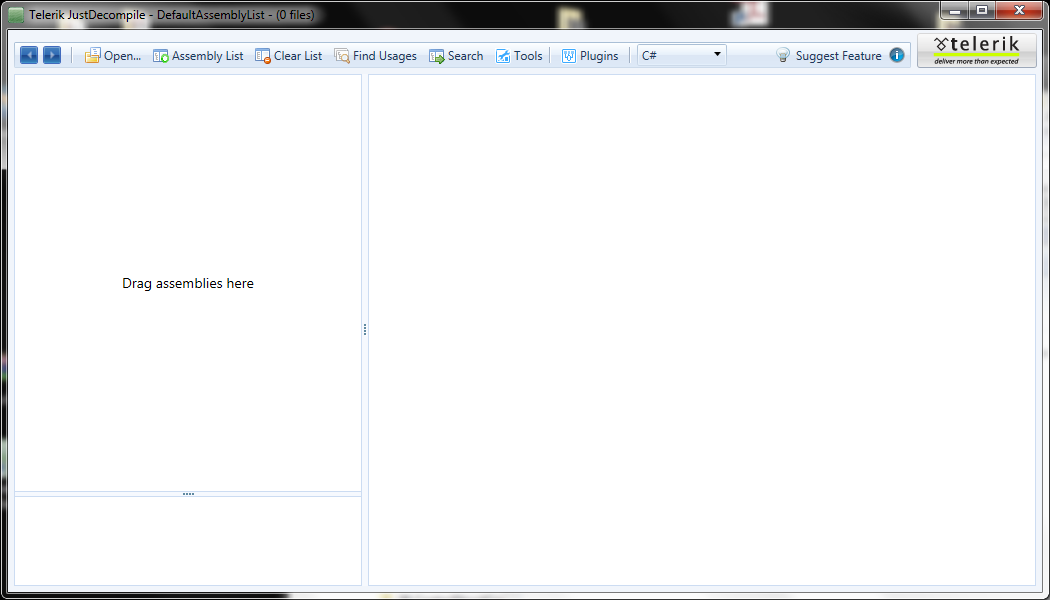 Telerik JustDecompile - DefaultAssemblyList - (0 files)
Open... Assembly List Clear List Find Usages Search Tools Plugins C# Suggest Feature
telerik
deliver more than expected
Drag assemblies here